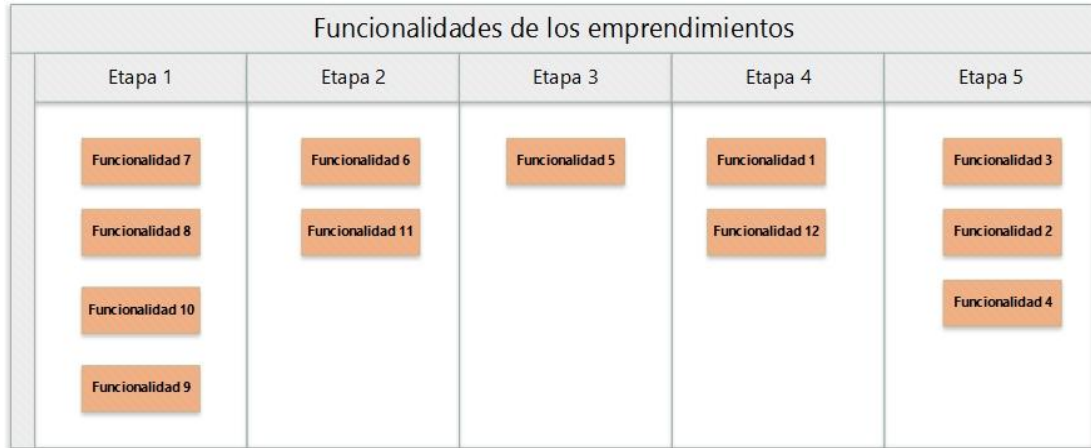 Funcionalidades de los emprendimientos
Etapa 1
Etapa 2
Etapa 3
Etapa 4
Etapa 5
Funcionalidad 7
Funcionalidad 6
Funcionalidad 5
Funcionalidad 1
Funcionalidad 3
Funcionalidad 8
Funcionalidad 11
Funcionalidad 12
Funcionalidad 2
Funcionalidad 10
Funcionalidad 4
Funcionalidad 9